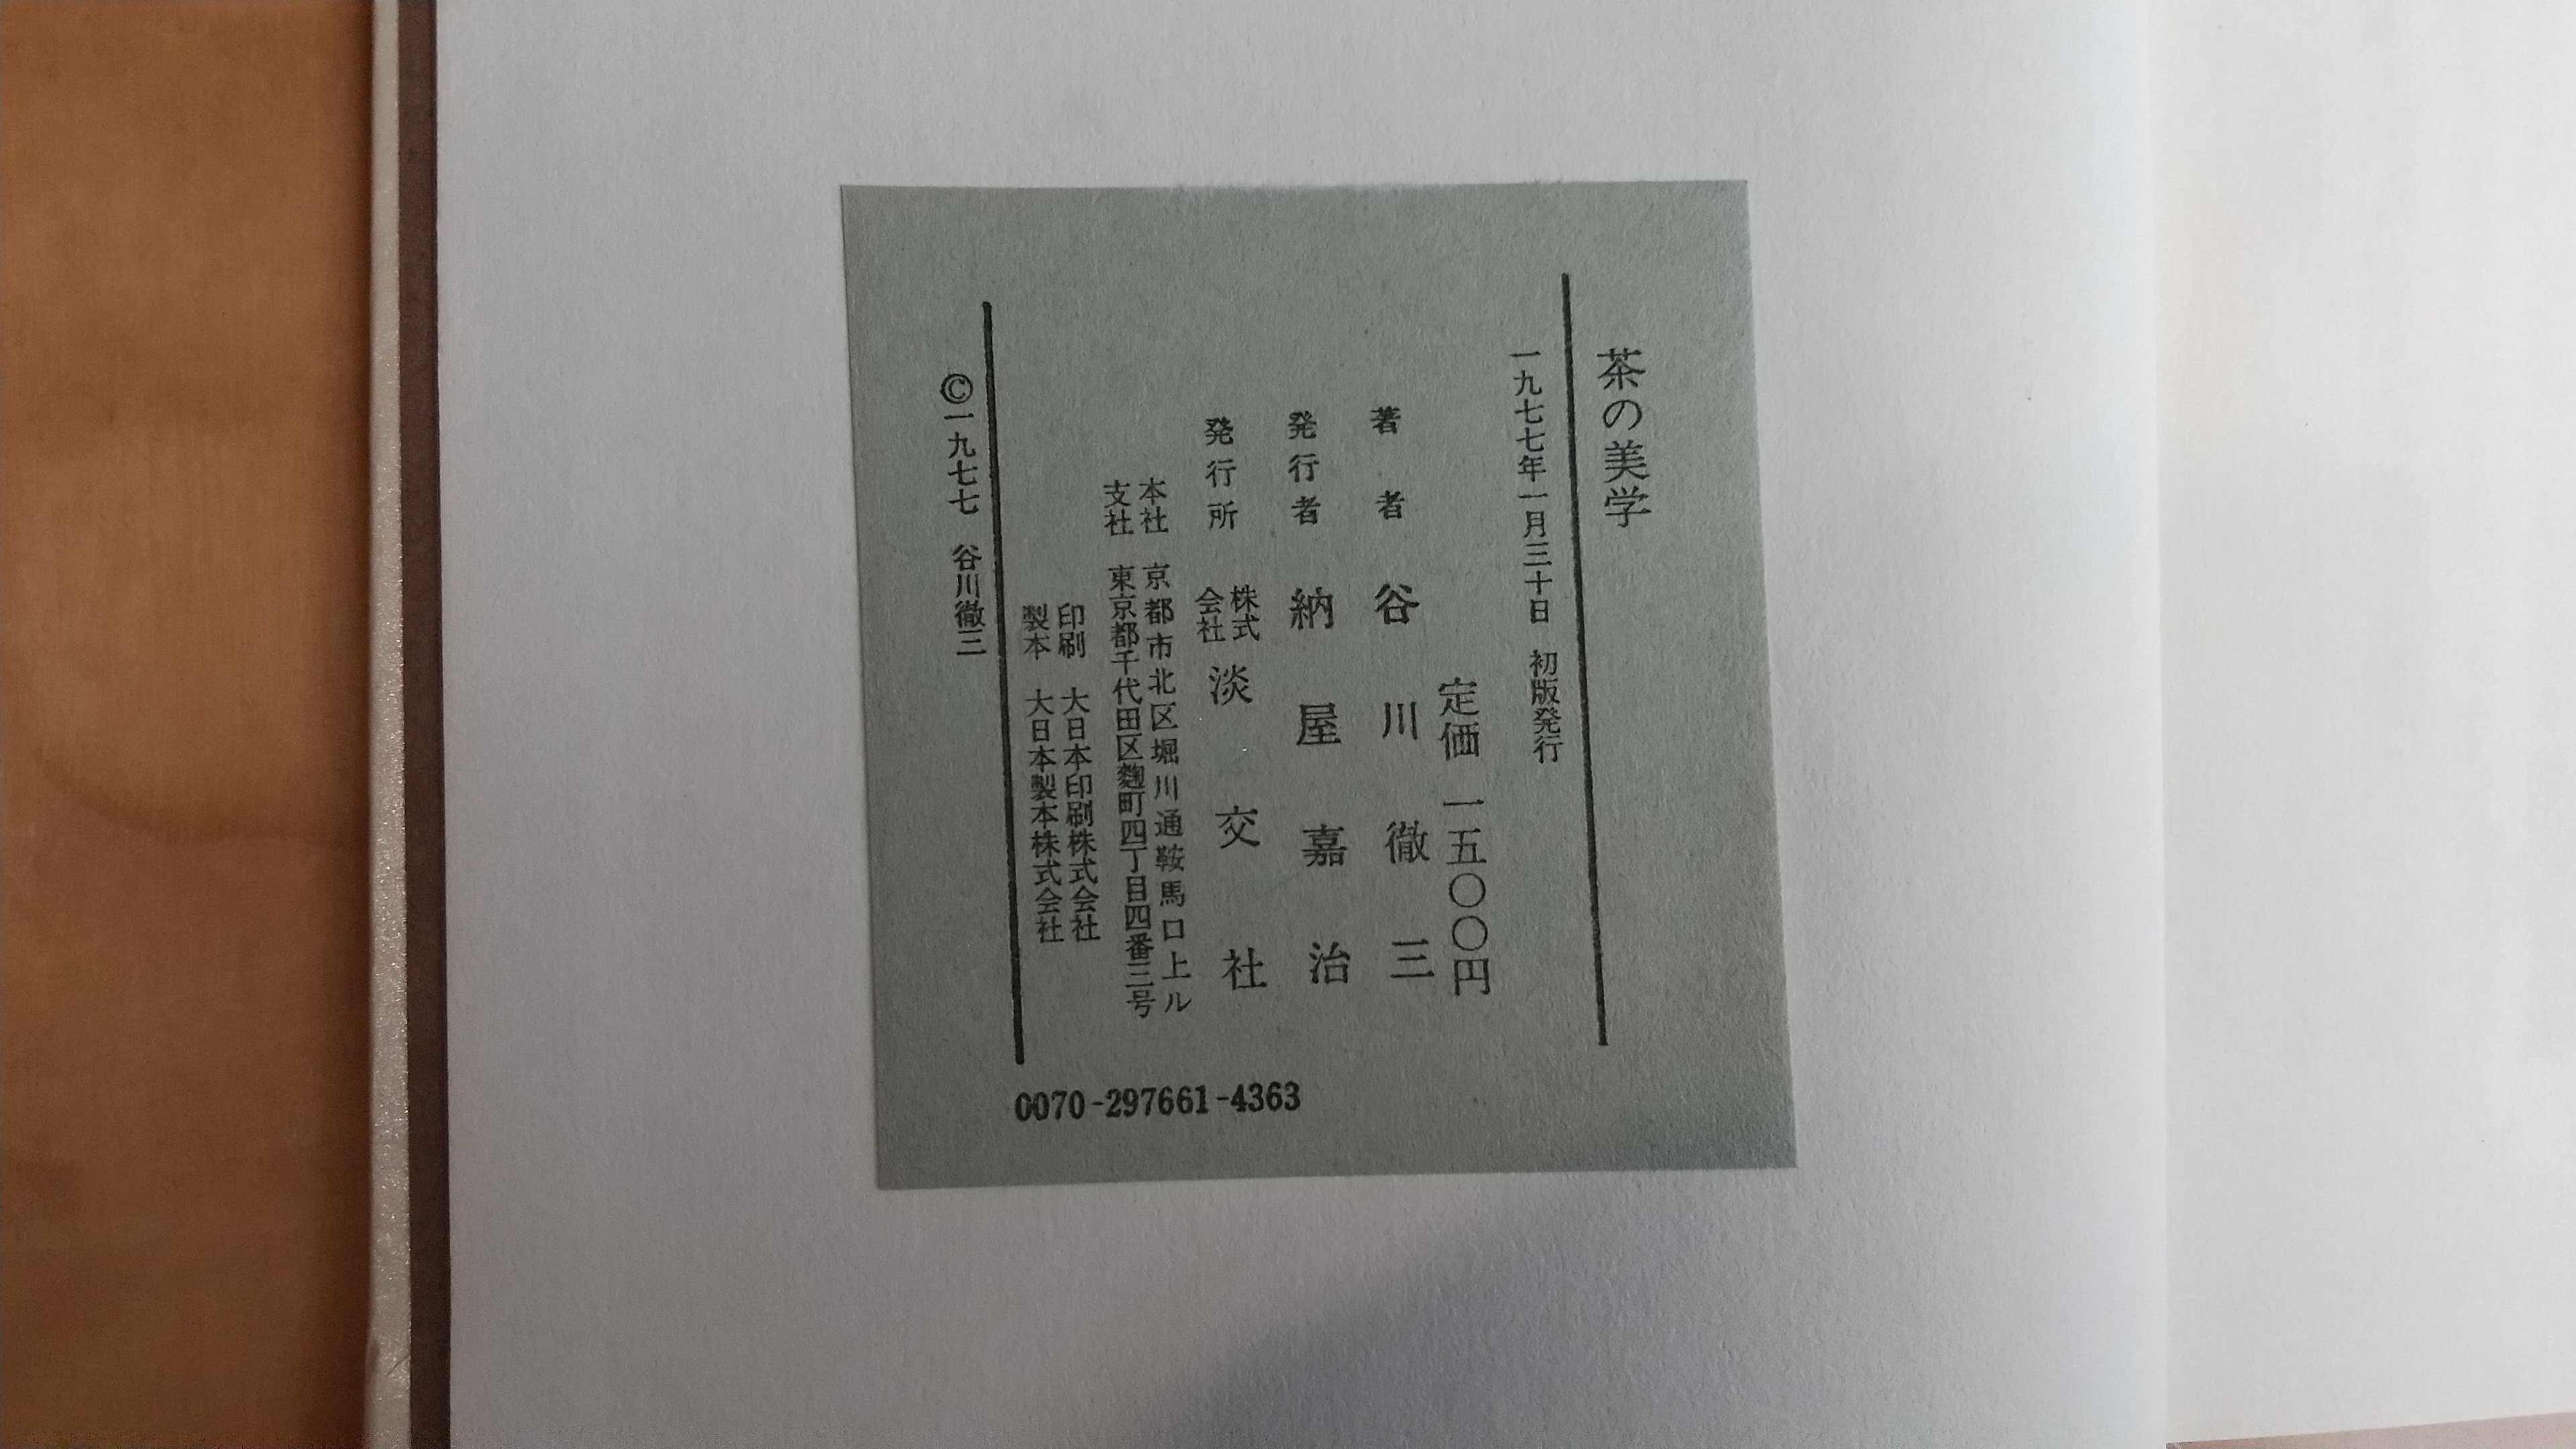 茶の美学
一九七七年一月三十日　初版発行
定価　一五〇〇円
著者　谷川徹三
発行者　納屋嘉治
発行所　株式会社　淡交社
本社　京都市北区堀川通鞍馬口上ル
支社　東京都千代田区麴町四丁目四番三号
印刷　大日本印刷株式会社
製本　大日本製本株式会社
©一九七七　谷川徹三
0070-297661-4363